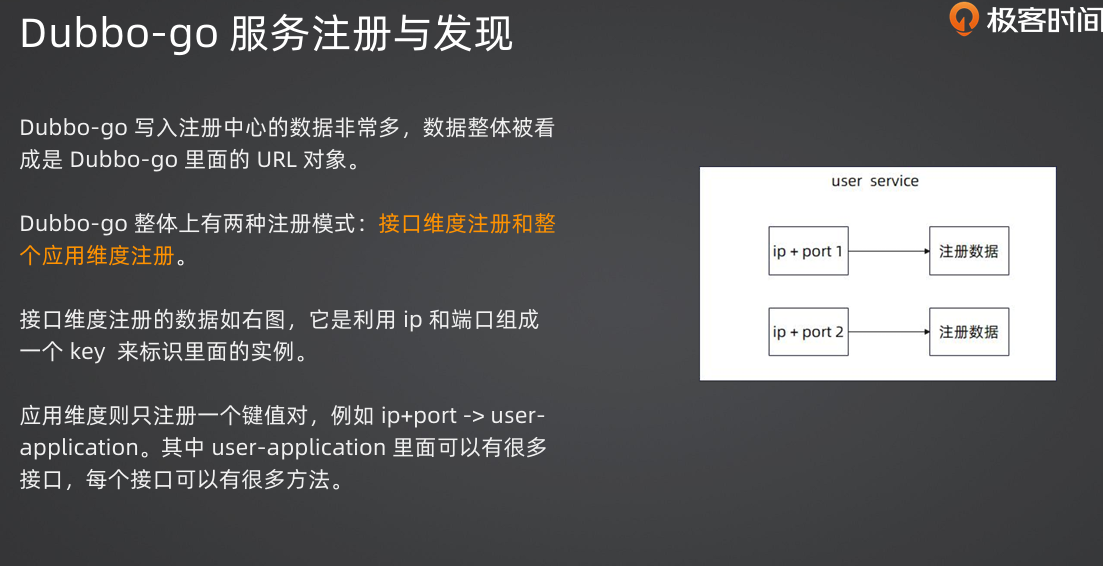 Dubbo-go 服务注册与发现
极客时间
Dubbo-go 写入注册中心的数据非常多，数据整体被看
成是 Dubbo-go 里面的 URL 对象。
Dubbo-go 整体上有两种注册模式：接口维度注册和整
个应用维度注册。
接口维度注册的数据如右图，它是利用 ip 和端口组成
一个 key 来标识里面的实例。
应用维度则只注册一个键值对，例如 ip+port -> user-
application。其中 user-application 里面可以有很多
接口，每个接口可以有很多方法。
user service
ip + port 1
注册数据
ip + port 2
注册数据